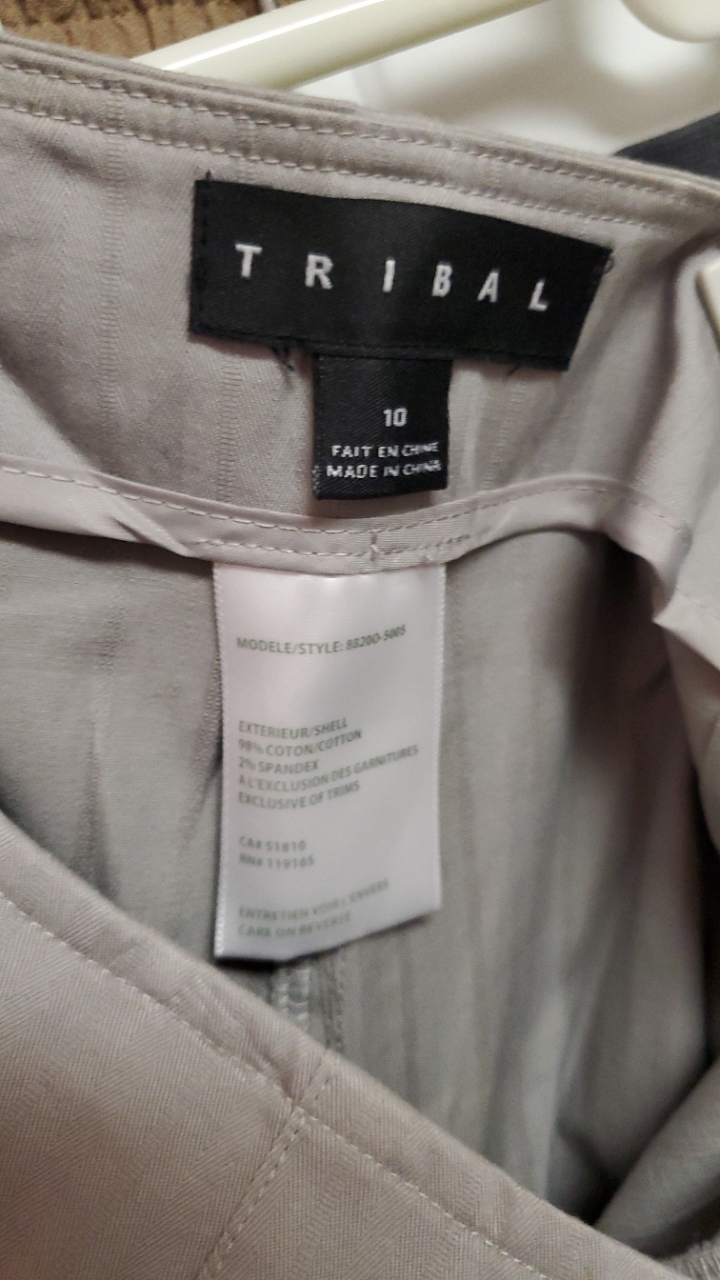 TRIBAL
10
FAIT EN CHINE
MADE IN CHINA
MODELE/STYLE: 8820O-5005
EXTERIEUR/SHELL
98% COTON/COTTON
2% SPANDEX
A L'EXCLUSION DES GARNITURES
EXCLUSIVE OF TRIMS
CA# 51810
RN# 119165
ENTRETIEN VOIR L'ENVERS
CARE ON REVERSE